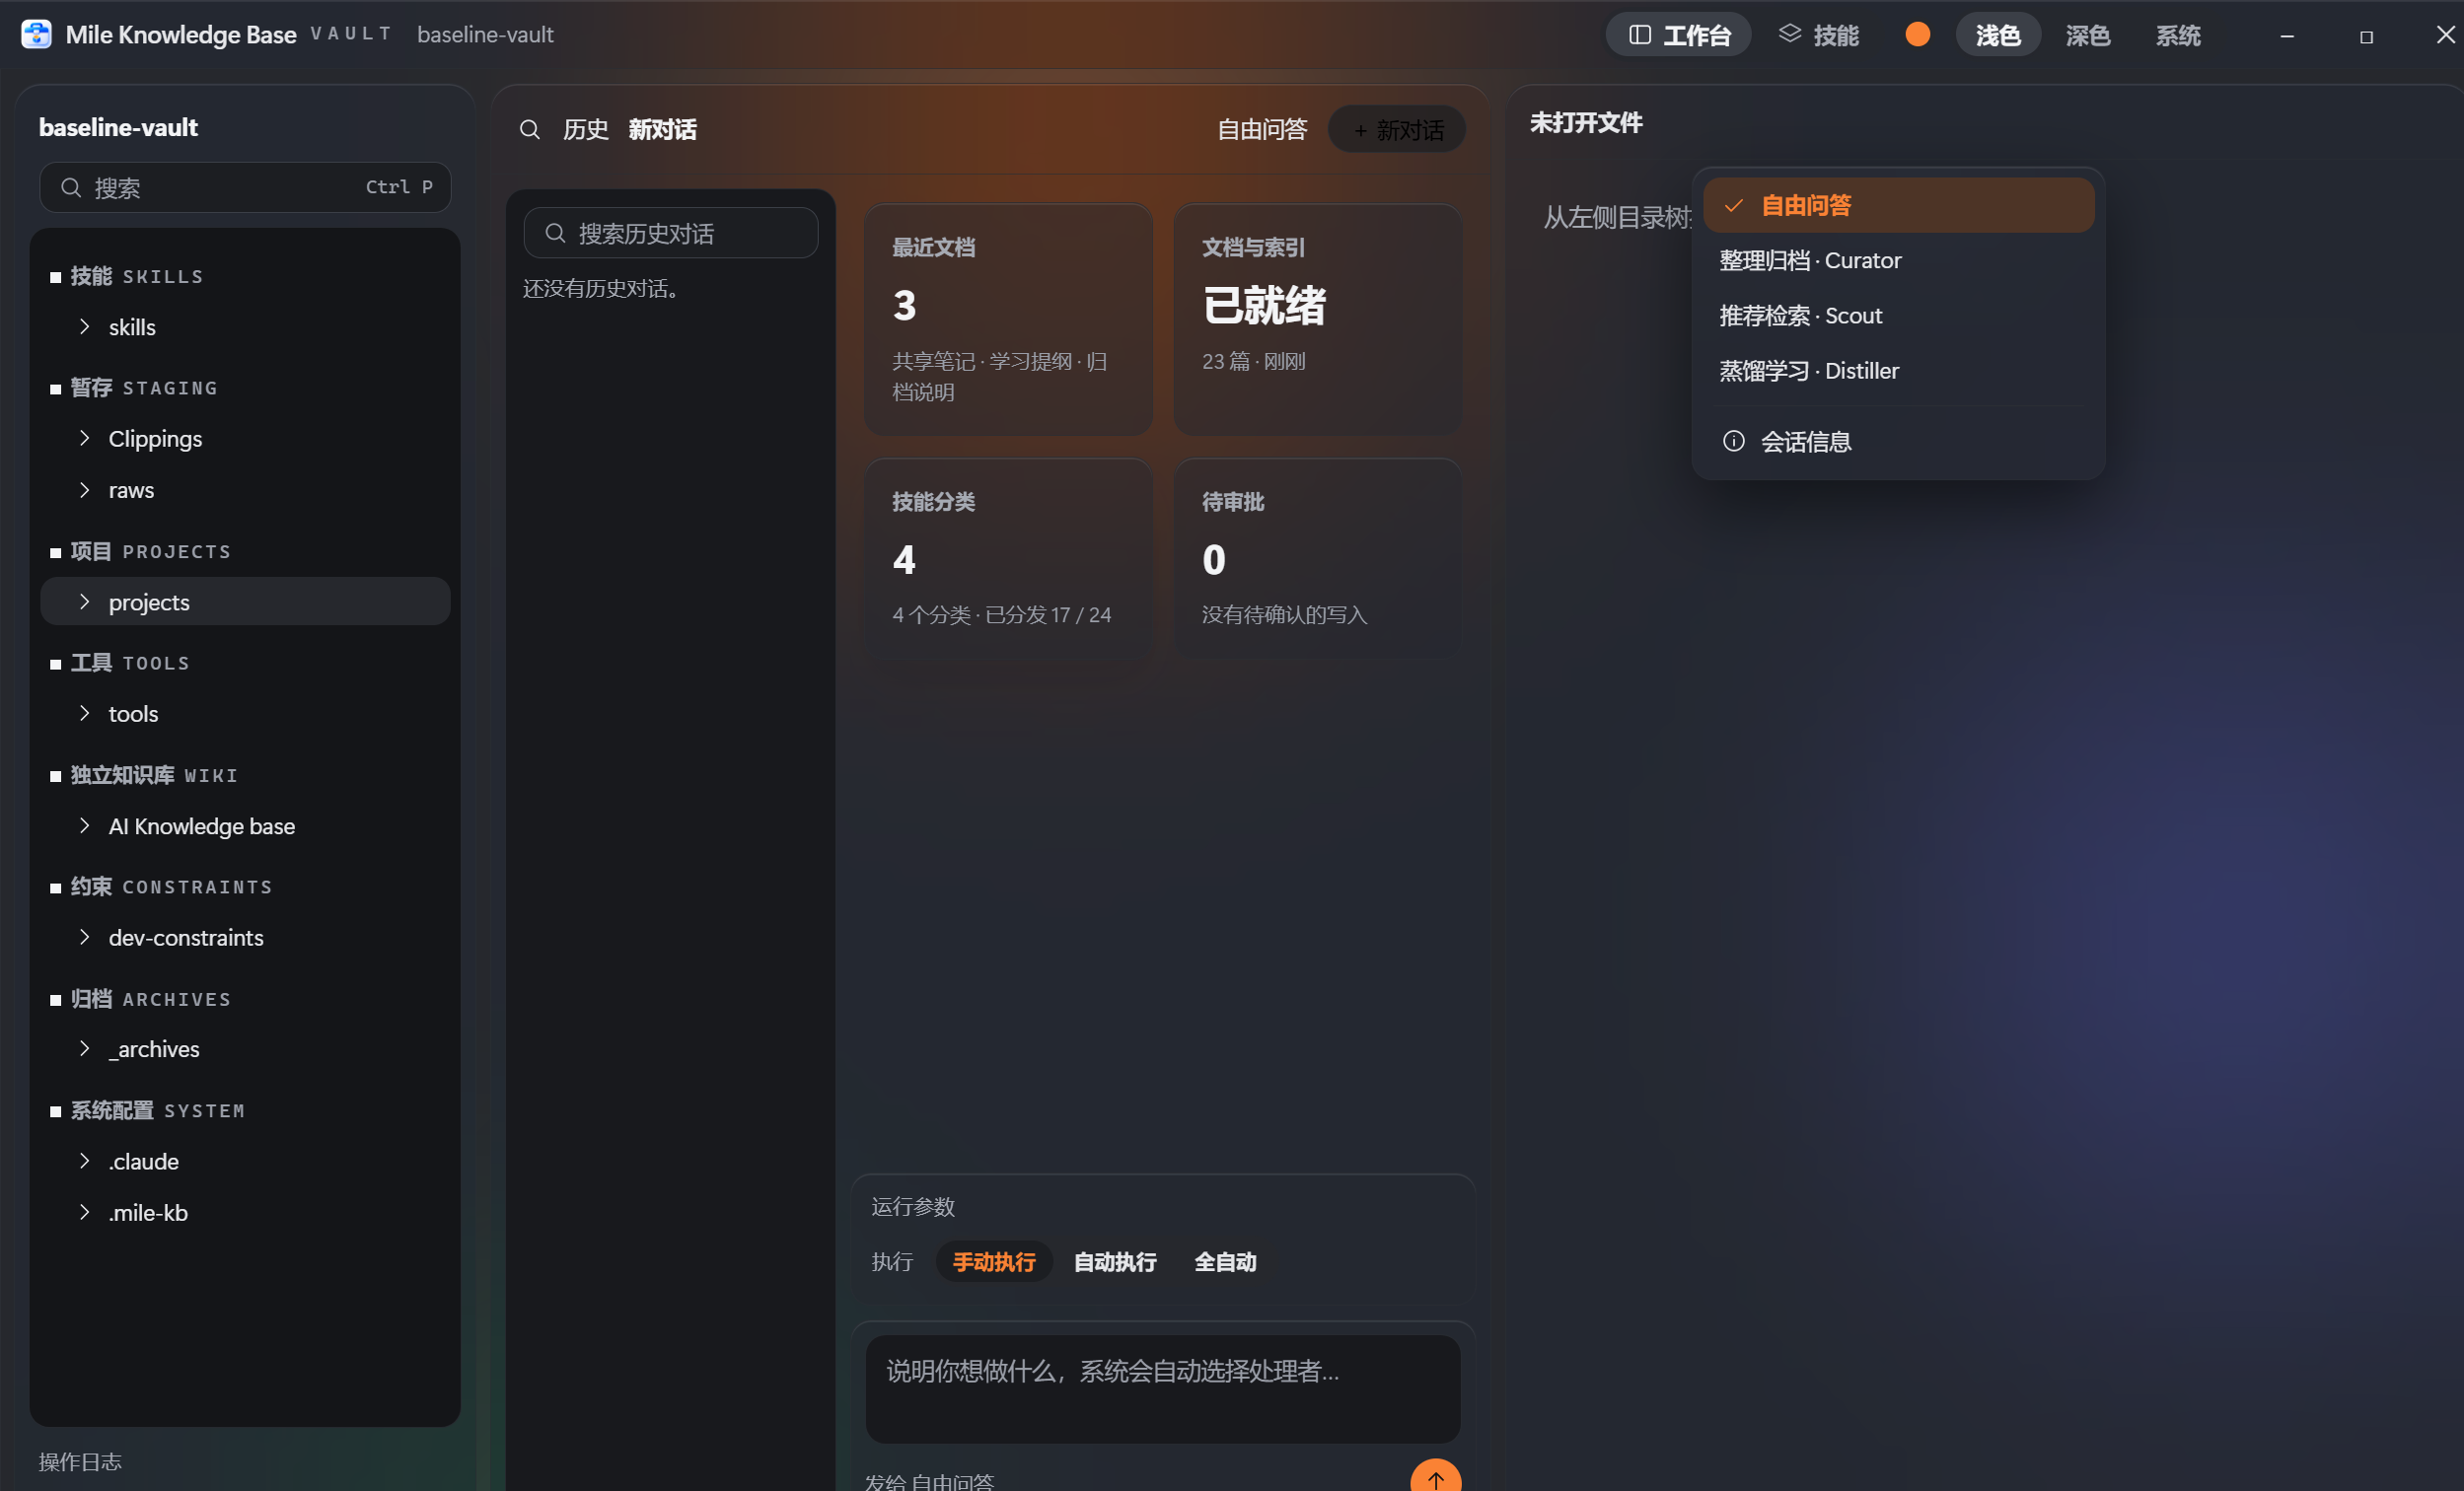 Mile Knowledge Base VAULT baseline-vault
工作台 技能 浅色 深色 系统
baseline-vault
搜索 Ctrl P
技能 SKILLS
skills
暂存 STAGING
Clippings
raws
项目 PROJECTS
projects
工具 TOOLS
tools
独立知识库 WIKI
AI Knowledge base
约束 CONSTRAINTS
dev-constraints
归档 ARCHIVES
_archives
系统配置 SYSTEM
.claude
.mile-kb
操作日志
历史 新对话 自由问答 + 新对话
搜索历史对话
还没有历史对话。
最近文档
3
共享笔记 · 学习提纲 · 归
档说明
文档与索引
已就绪
23 篇 · 刚刚
技能分类
4
4 个分类 · 已分发 17 / 24
待审批
0
没有待确认的写入
运行参数
执行 手动执行 自动执行 全自动
说明你想做什么，系统会自动选择处理者...
发给 自由问答
未打开文件
从左侧目录树
自由问答
整理归档 · Curator
推荐检索 · Scout
蒸馏学习 · Distiller
会话信息